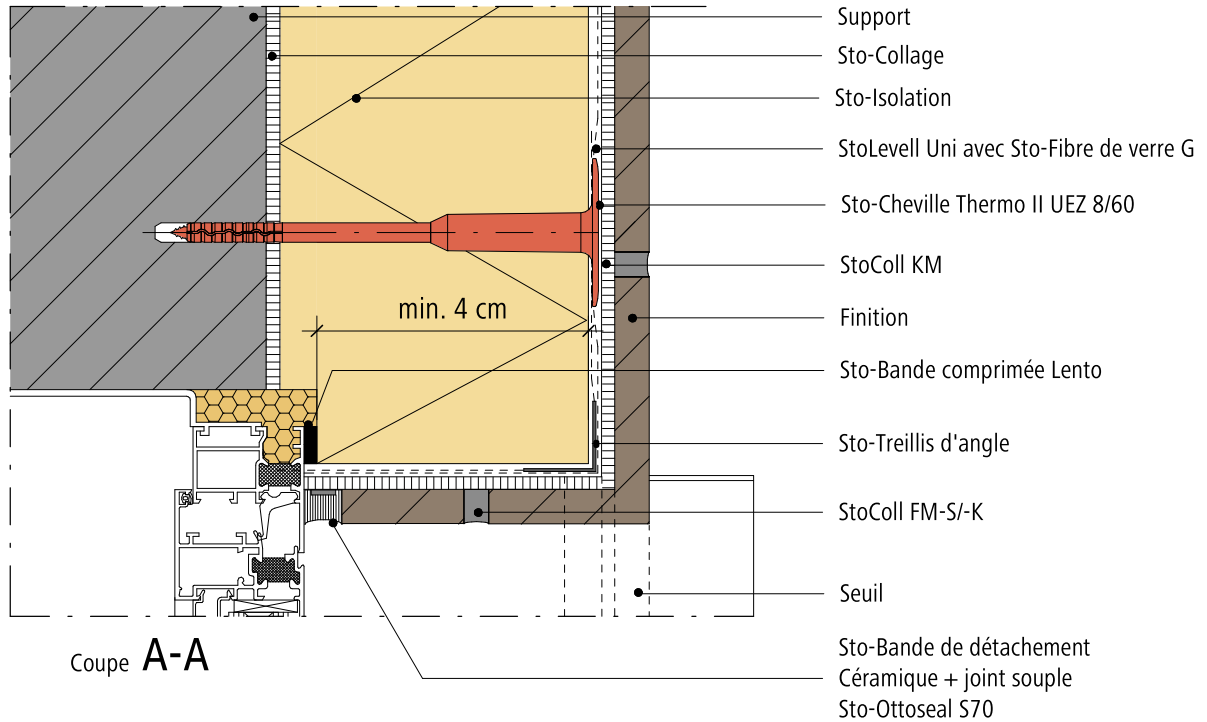 Support
Sto-Collage
Sto-Isolation
StoLevell Uni avec Sto-Fibre de verre G
Sto-Cheville Thermo II UEZ 8/60
StoColl KM
min. 4 cm
Finition
Sto-Bande comprimée Lento
Sto-Treillis d'angle
StoColl FM-S/-K
Seuil
Coupe A-A
Sto-Bande de détachement
Céramique + joint souple
Sto-Ottoseal S70